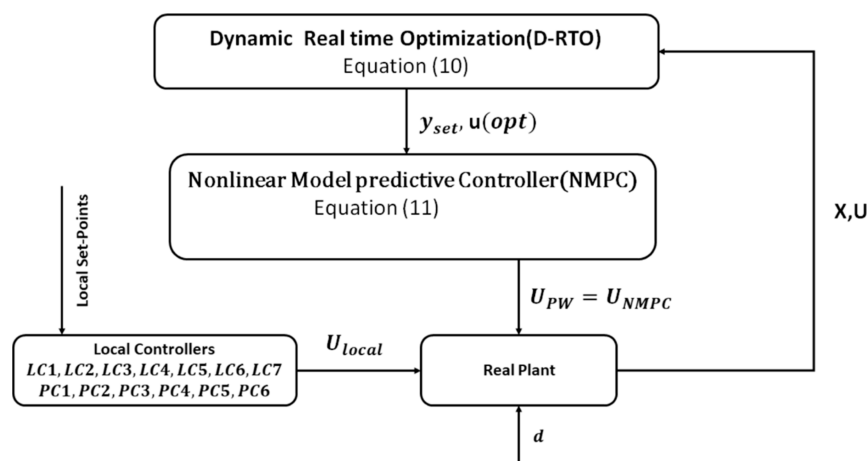 Dynamic Real time Optimization(D-RTO)
Equation (10)
y_set, u(opt)
Nonlinear Model predictive Controller(NMPC)
Equation (11)
X,U
Local Set-Points
U_PW = U_NMPC
Local Controllers
LC1, LC2, LC3, LC4, LC5, LC6, LC7
PC1, PC2, PC3, PC4, PC5, PC6
U_local
Real Plant
d